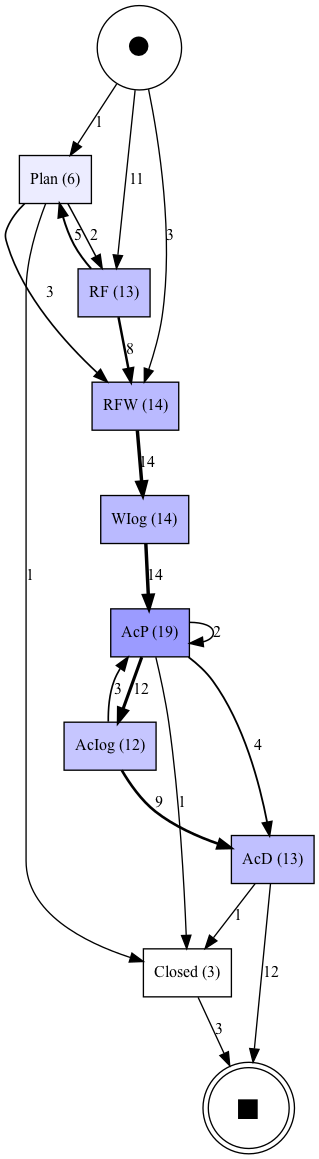 1
11
3
Plan (6)
5
2
3
RF (13)
8
RFW (14)
14
WIog (14)
1
14
AcP (19)
2
3
12
4
AcIog (12)
9
1
AcD (13)
1
12
Closed (3)
3